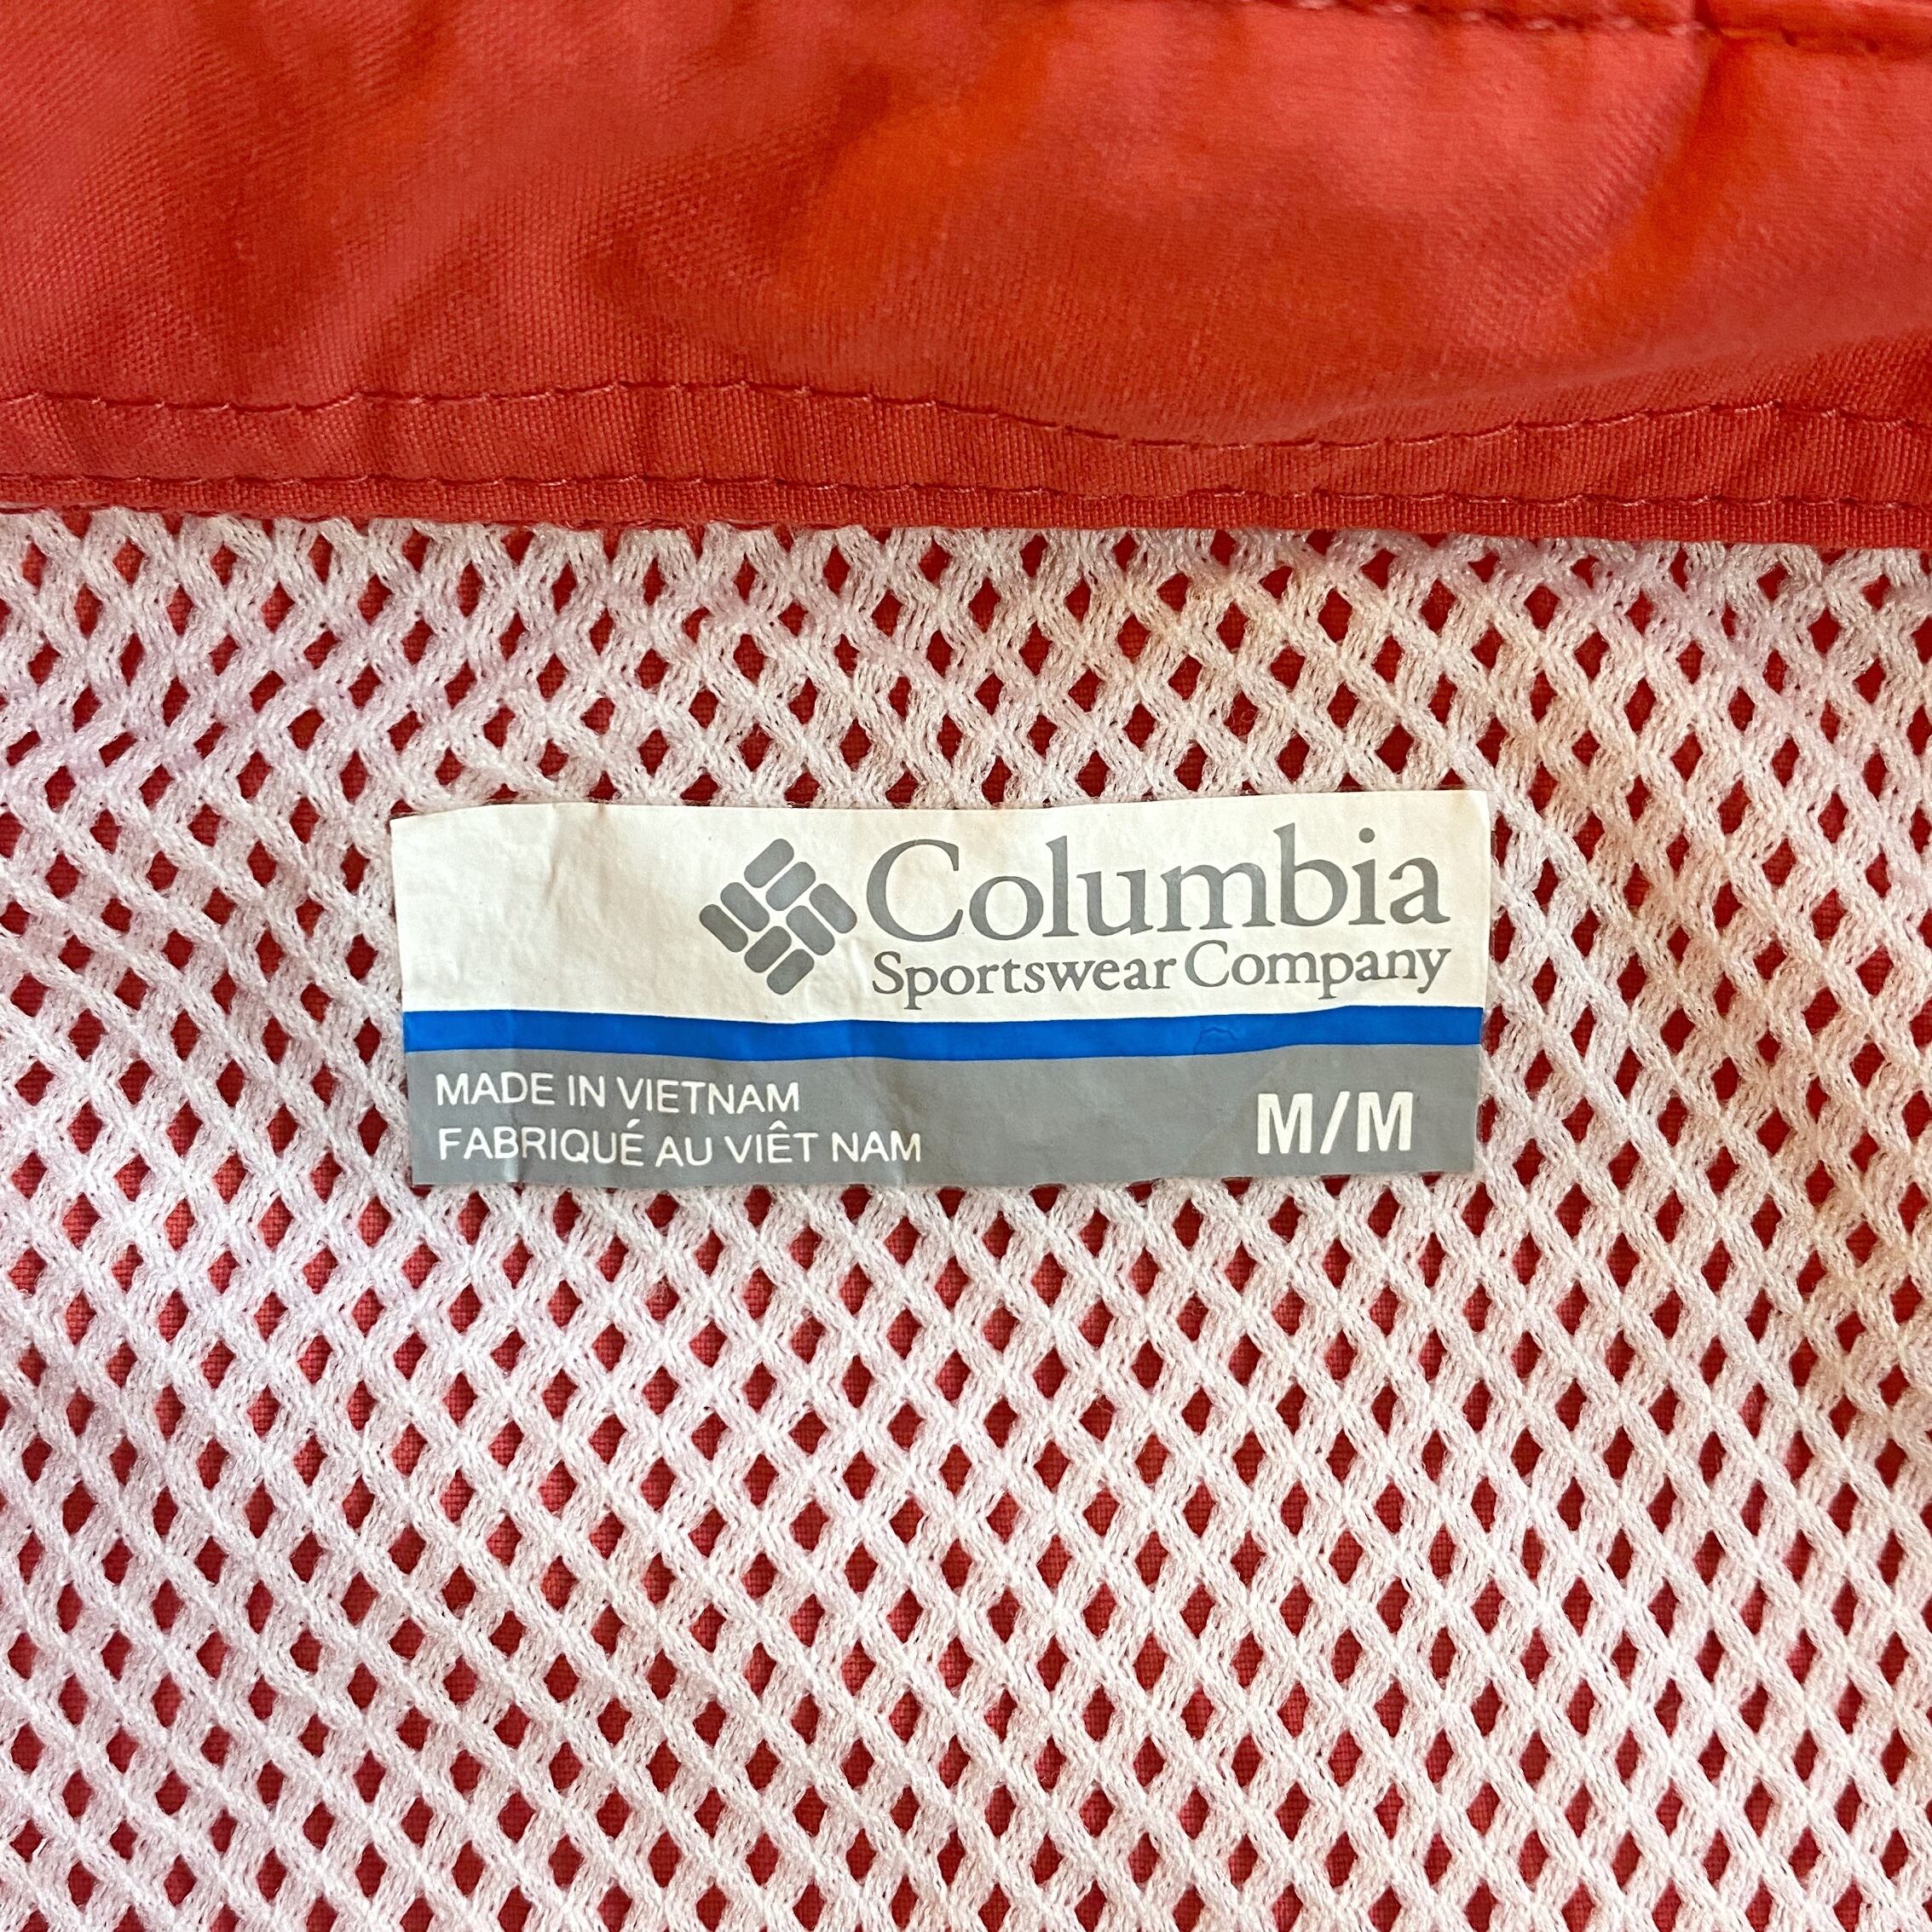 Columbia
Sportswear Company
MADE IN VIETNAM
FABRIQUÉ AU VIÊT NAM
M/M